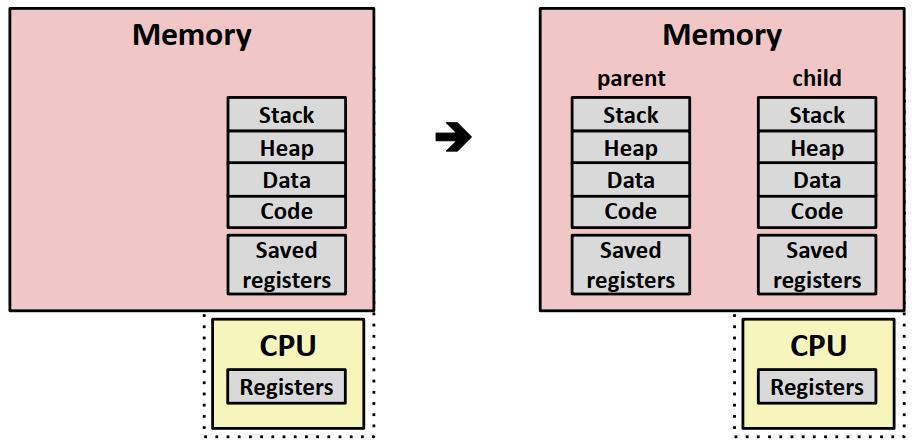 Memory
Stack
Heap
Data
Code
Saved
registers
CPU
Registers
➔
Memory
parent
Stack
Heap
Data
Code
Saved
registers
child
Stack
Heap
Data
Code
Saved
registers
CPU
Registers